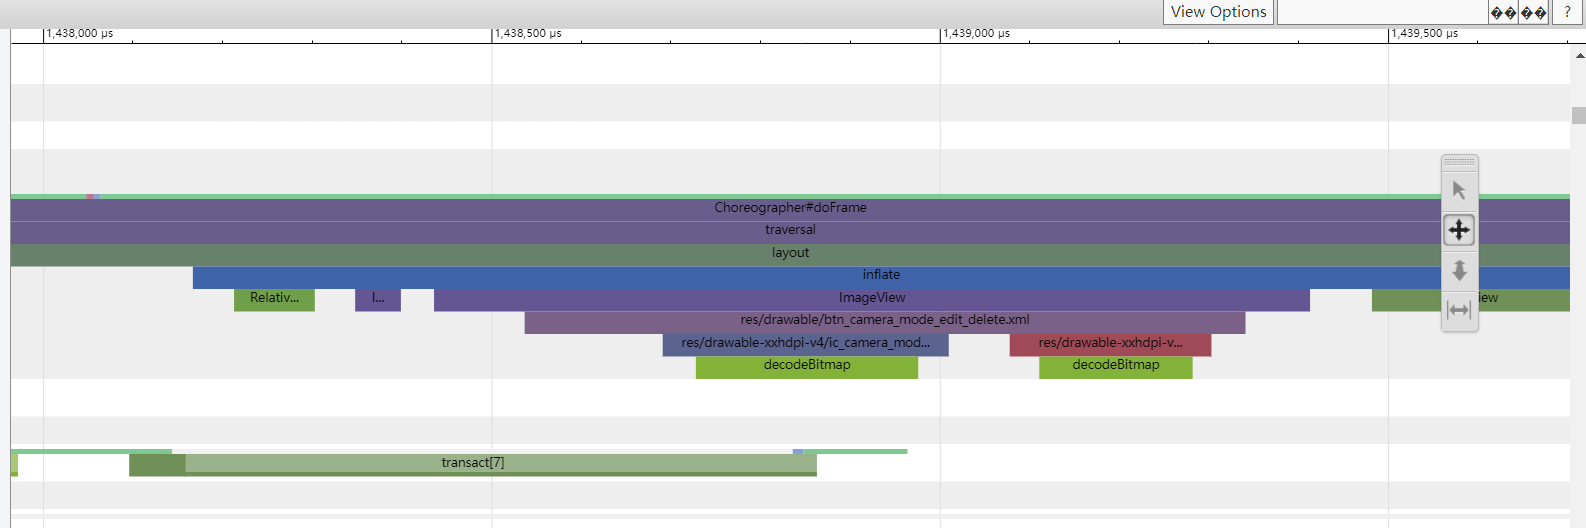 View Options
��
��
?
1,438,000 µs
1,438,500 µs
1,439,000 µs
1,439,500 µs
Choreographer#doFrame
traversal
layout
inflate
Relativ...
I...
ImageView
iew
res/drawable/btn_camera_mode_edit_delete.xml
res/drawable-xxhdpi-v4/ic_camera_mod...
res/drawable-xxhdpi-v...
decodeBitmap
decodeBitmap
transact[7]